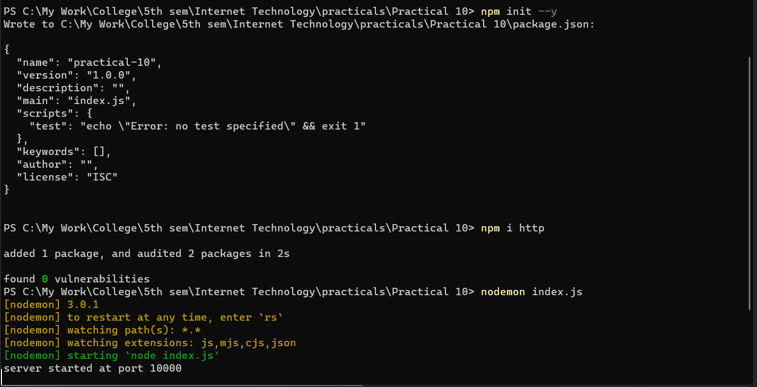 PS C:\My Work\College\5th sem\Internet Technology\practicals\Practical 10> npm init --y
Wrote to C:\My Work\College\5th sem\Internet Technology\practicals\Practical 10\package.json:
{
  "name": "practical-10",
  "version": "1.0.0",
  "description": "",
  "main": "index.js",
  "scripts": {
    "test": "echo \"Error: no test specified\" && exit 1"
  },
  "keywords": [],
  "author": "",
  "license": "ISC"
}
PS C:\My Work\College\5th sem\Internet Technology\practicals\Practical 10> npm i http
added 1 package, and audited 2 packages in 2s
found 0 vulnerabilities
PS C:\My Work\College\5th sem\Internet Technology\practicals\Practical 10> nodemon index.js
[nodemon] 3.0.1
[nodemon] to restart at any time, enter `rs`
[nodemon] watching path(s): *.*
[nodemon] watching extensions: js,mjs,cjs,json
[nodemon] starting `node index.js`
server started at port 10000